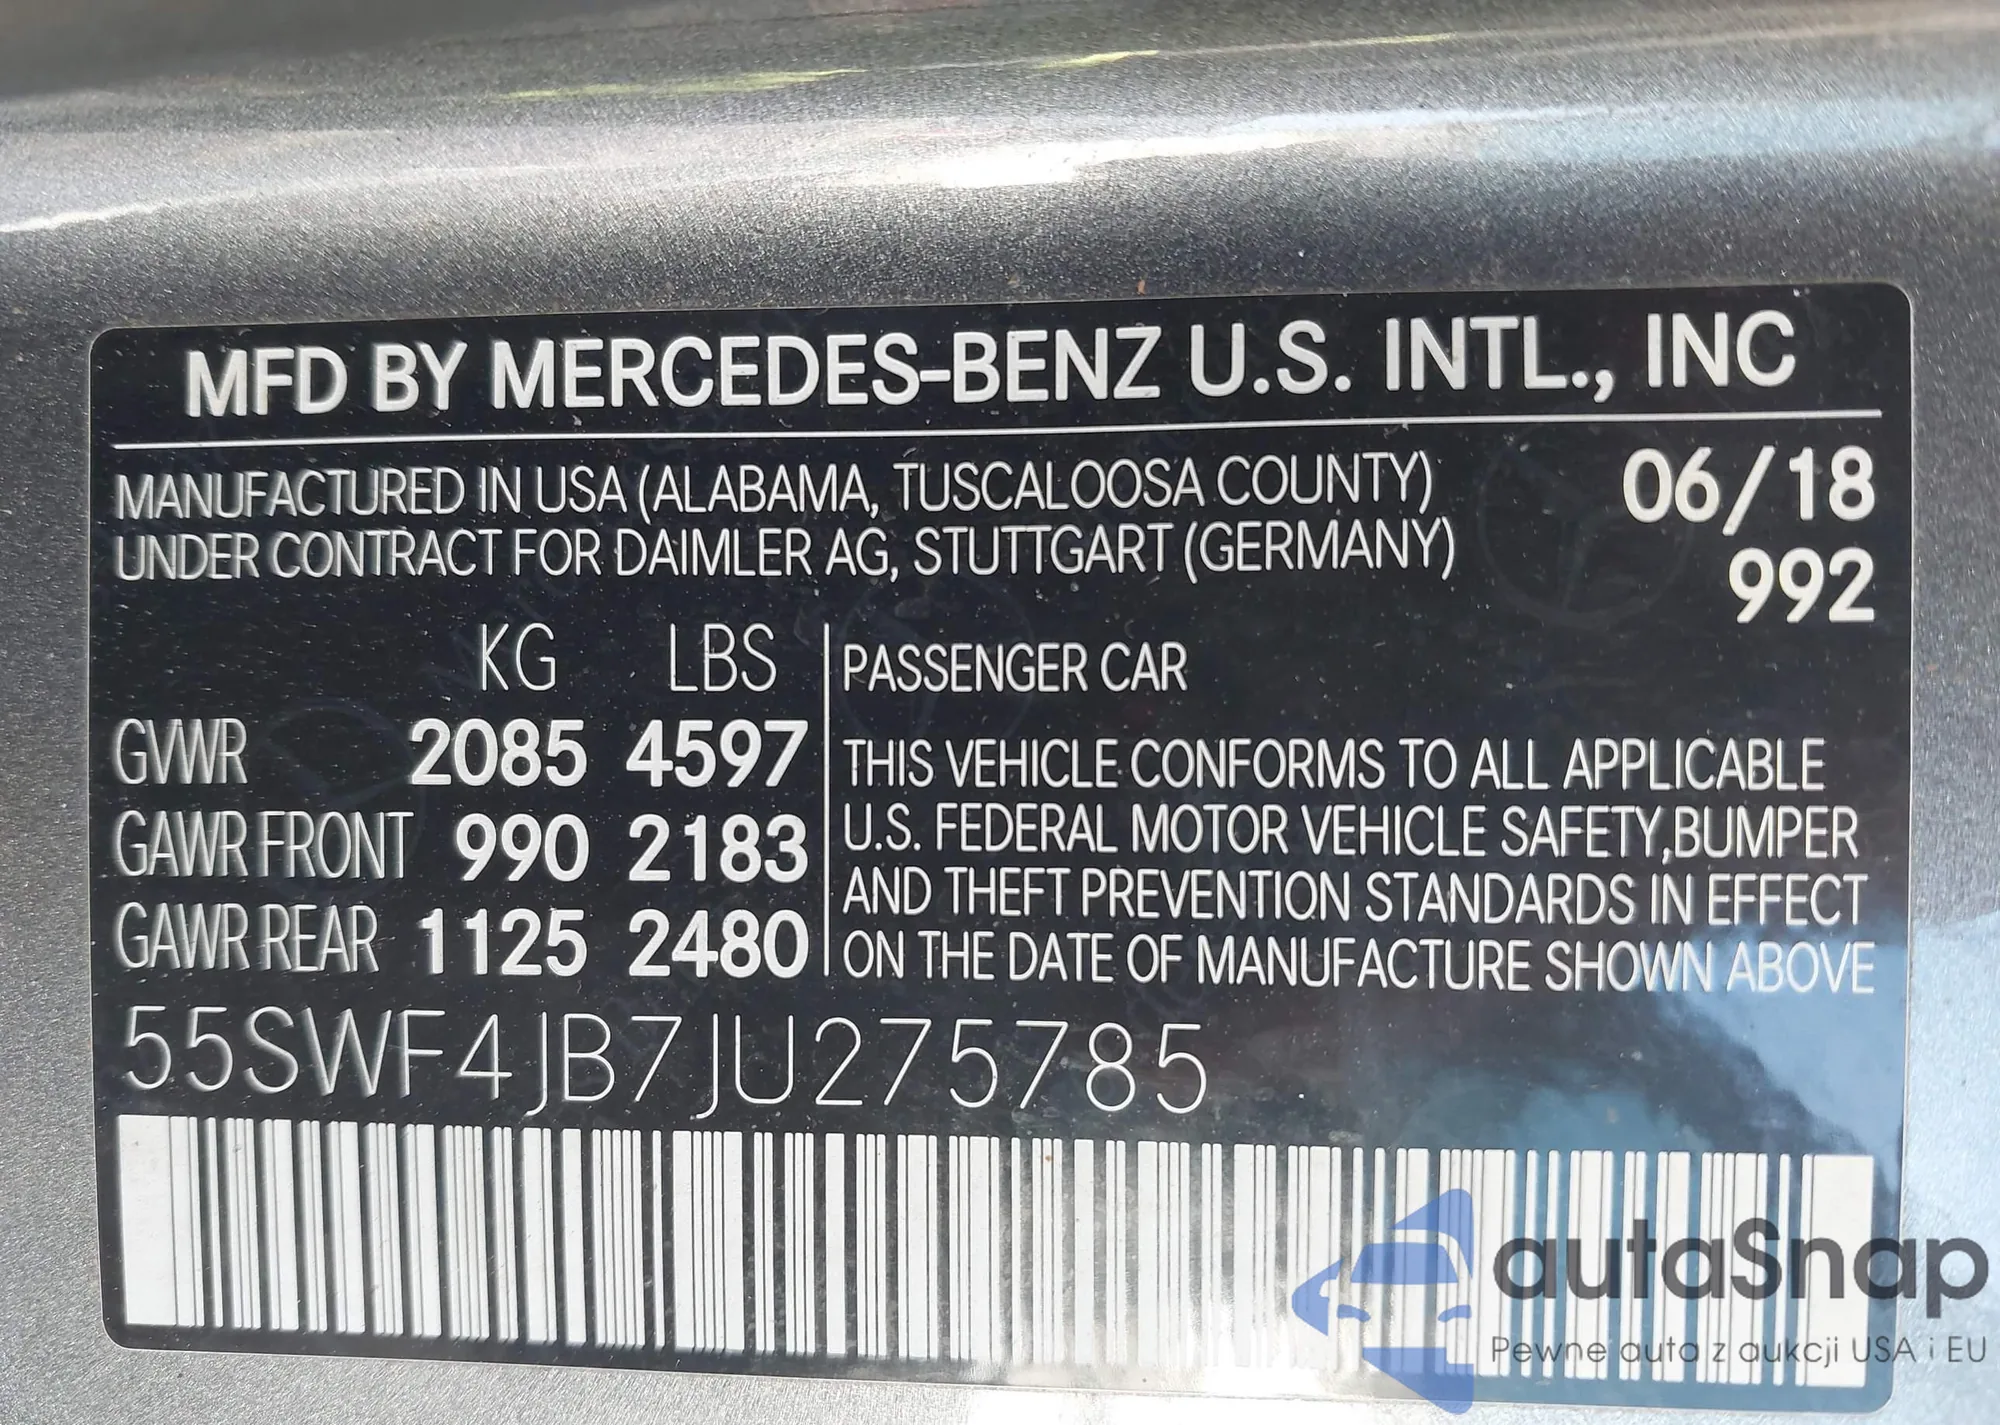 MFD BY MERCEDES-BENZ U.S. INTL., INC
MANUFACTURED IN USA (ALABAMA, TUSCALOOSA COUNTY)
UNDER CONTRACT FOR DAIMLER AG, STUTTGART (GERMANY)
06/18
992
KG LBS
GVWR 2085 4597
GAWR FRONT 990 2183
GAWR REAR 1125 2480
PASSENGER CAR
THIS VEHICLE CONFORMS TO ALL APPLICABLE
U.S. FEDERAL MOTOR VEHICLE SAFETY,BUMPER
AND THEFT PREVENTION STANDARDS IN EFFECT
ON THE DATE OF MANUFACTURE SHOWN ABOVE
55SWF4JB7JU275785
autaSnap
Pewne auta z aukcji USA i EU